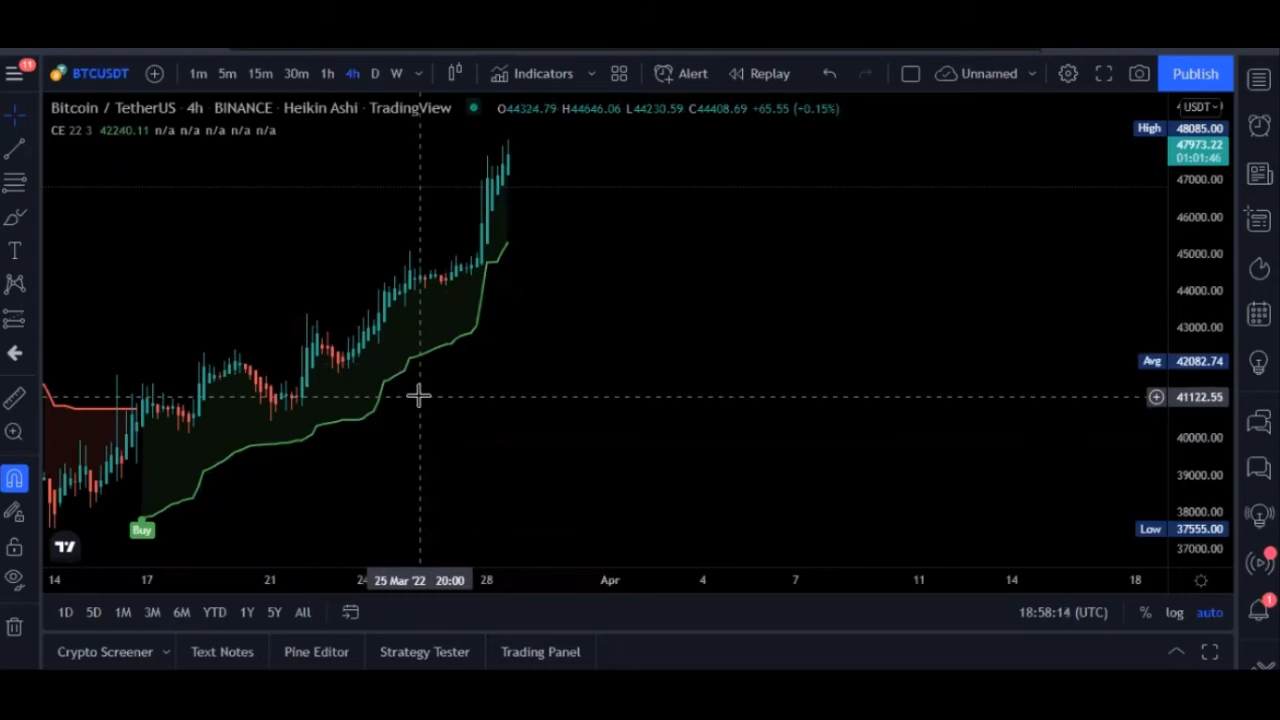 11
BTCUSDT 1m 5m 15m 30m 1h 4h D W Indicators Alert Replay Unnamed Publish
Bitcoin / TetherUS · 4h · BINANCE · Heikin Ashi · TradingView O44324.79 H44646.06 L44230.59 C44408.69 +65.55 (+0.15%)
USDT
CE 22 3 42240.11 n/a n/a n/a n/a n/a
High 48085.00
47973.22
01:01:46
47000.00
46000.00
45000.00
44000.00
43000.00
Avg 42082.74
41122.55
40000.00
39000.00
38000.00
Low 37555.00
37000.00
Buy
14 17 21 24 25 Mar '22 20:00 28 Apr 4 7 11 14 18
1D 5D 1M 3M 6M YTD 1Y 5Y All 18:58:14 (UTC) % log auto
1
Crypto Screener Text Notes Pine Editor Strategy Tester Trading Panel